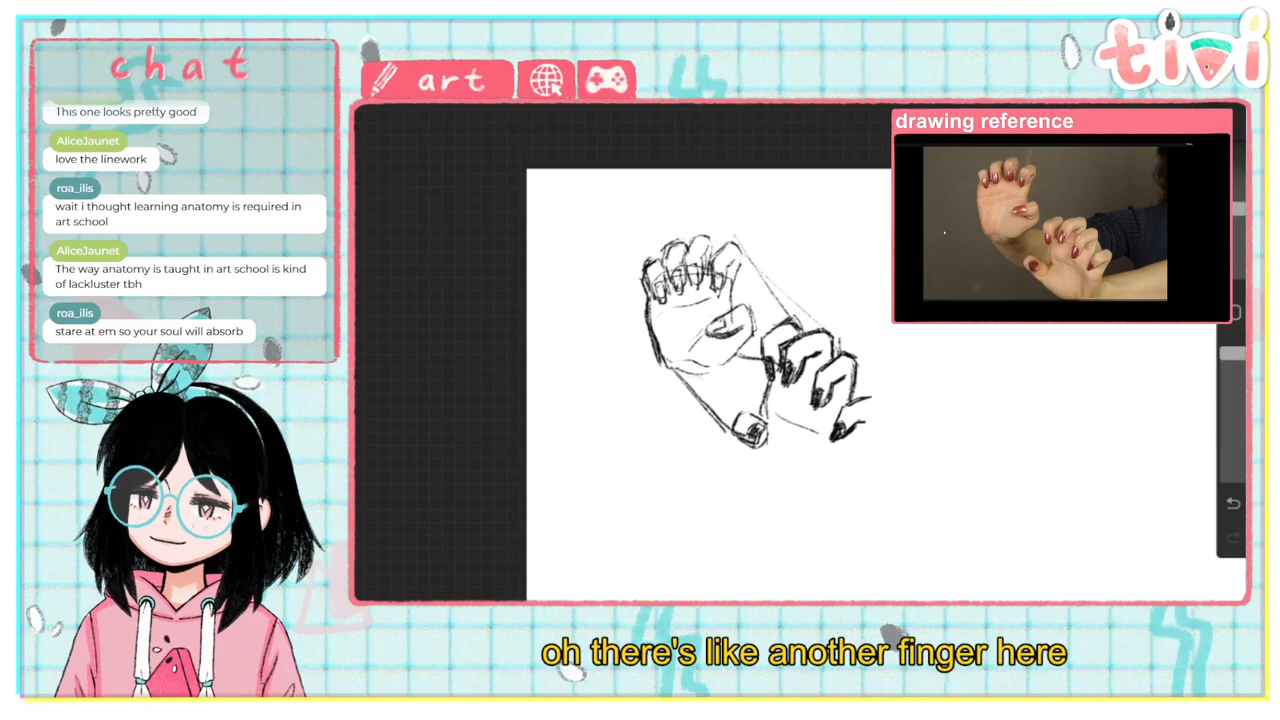 chat
This one looks pretty good
AliceJaunet
love the linework
roa_ilis
wait i thought learning anatomy is required in
art school
AliceJaunet
The way anatomy is taught in art school is kind
of lackluster tbh
roa_ilis
stare at em so your soul will absorb
art
tivi
drawing reference
oh there's like another finger here